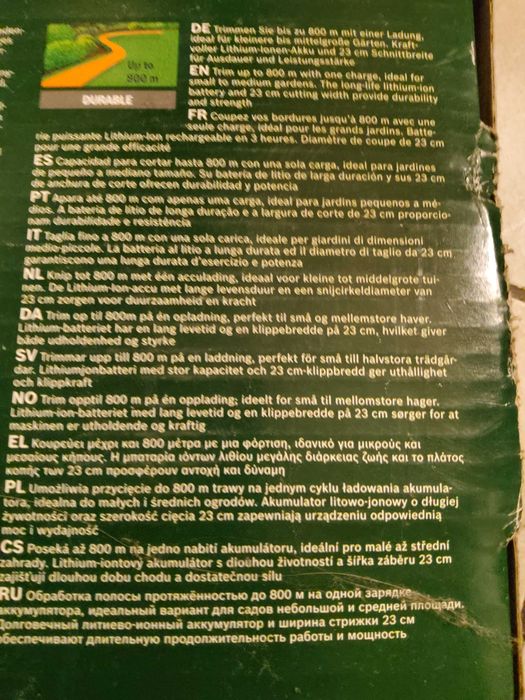 Up to
800 m
DURABLE
DE Trimmen Sie bis zu 800 m mit einer Ladung,
ideal für kleinere bis mittelgroße Gärten. Kraft-
voller Lithium-Ionen-Akku und 23 cm Schnittbreite
für Ausdauer und Leistungsstärke
EN Trim up to 800 m with one charge, ideal for
small to medium gardens. The long-life lithium-ion
battery and 23 cm cutting width provide durability
and strength
FR Coupez vos bordures jusqu'à 800 m avec une
seule charge, idéal pour les grands jardins. Batte-
rie puissante Lithium-Ion rechargeable en 3 heures. Diamètre de coupe de 23 cm
pour une grande efficacité
ES Capacidad para cortar hasta 800 m con una sola carga, ideal para jardines
de pequeño a mediano tamaño. Su batería de litio de larga duración y sus 23 cm
de anchura de corte ofrecen durabilidad y potencia
PT Apara até 800 m com apenas uma carga, ideal para jardins pequenos a mé-
dios. A bateria de lítio de longa duração e a largura de corte de 23 cm proporcio-
nam durabilidade e resistência
IT Taglia fino a 800 m con una sola carica, ideale per giardini di dimensioni
medio-piccole. La batteria al litio a lunga durata ed il diametro di taglio da 23 cm
garantiscono una lunga durata d'esercizio e potenza
NL Knip tot 800 m met één acculading, ideaal voor kleine tot middelgrote tui-
nen. De Lithium-Ion-accu met lange levensduur en een snijcirkeldiameter van
23 cm zorgen voor duurzaamheid en kracht
DA Trim op til 800m på én opladning, perfekt til små og mellemstore haver.
Lithium-batteriet har en lang levetid og en klippebredde på 23 cm, hvilket giver
både udholdenhed og styrke
SV Trimmar upp till 800 m på en laddning, perfekt för små till halvstora trädgår-
dar. Lithiumjonbatteri med stor kapacitet och 23 cm-klippbredd ger uthållighet
och klippkraft
NO Trim opptil 800 m på én opplading; ideelt for små til mellomstore hager.
Lithium-ion-batteriet med lang levetid og en klippebredde på 23 cm sørger for at
maskinen er utholdende og kraftig
EL Κουρεύει μέχρι και 800 μέτρα με μια φόρτιση, ιδανικό για μικρούς και
μεσαίους κήπους. Η μπαταρία ιόντων λιθίου μεγάλης διάρκειας ζωής και το πλάτος
κοπής των 23 cm προσφέρουν αντοχή και δύναμη
PL Umożliwia przycięcie do 800 m trawy na jednym cyklu ładowania akumula-
tora, idealna do małych i średnich ogrodów. Akumulator litowo-jonowy o długiej
żywotności oraz szerokość cięcia 23 cm zapewniają urządzeniu odpowiednią
moc i wydajność
CS Poseká až 800 m na jedno nabití akumulátoru, ideální pro malé až střední
zahrady. Lithium-iontový akumulátor s dlouhou životností a šířka záběru 23 cm
zajišťují dlouhou dobu chodu a dostatečnou sílu
RU Обработка полосы протяжённостью до 800 м на одной зарядке
аккумулятора, идеальный вариант для садов небольшой и средней площади.
Долговечный литиево-ионный аккумулятор и ширина стрижки 23 см
обеспечивают длительную продолжительность работы и мощность